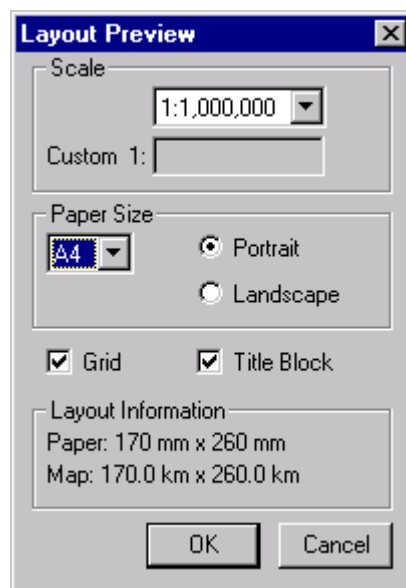 Layout Preview
Scale
1:1,000,000
Custom 1:
Paper Size
A4
Portrait
Landscape
Grid Title Block
Layout Information
Paper: 170 mm x 260 mm
Map: 170.0 km x 260.0 km
OK Cancel